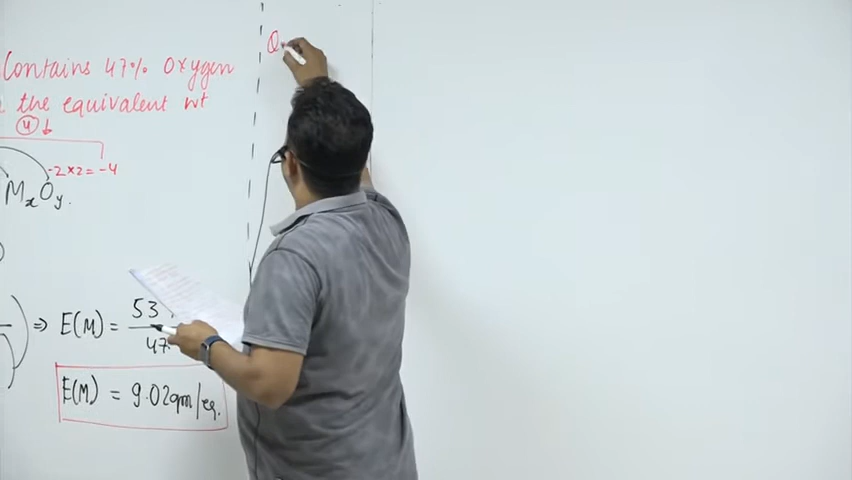 Contains 47% Oxygen
the equivalent wt
4
-2×2=-4
MxOy.
⇒ E(M) = 53
47
E(M) = 9.02gm/eq.
Q